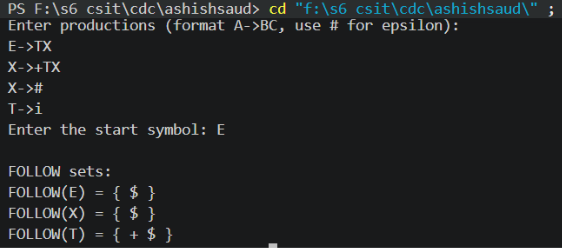 PS F:\s6 csit\cdc\ashishsaud> cd "f:\s6 csit\cdc\ashishsaud\" ;
Enter productions (format A->BC, use # for epsilon):
E->TX
X->+TX
X->#
T->i
Enter the start symbol: E
FOLLOW sets:
FOLLOW(E) = { $ }
FOLLOW(X) = { $ }
FOLLOW(T) = { + $ }